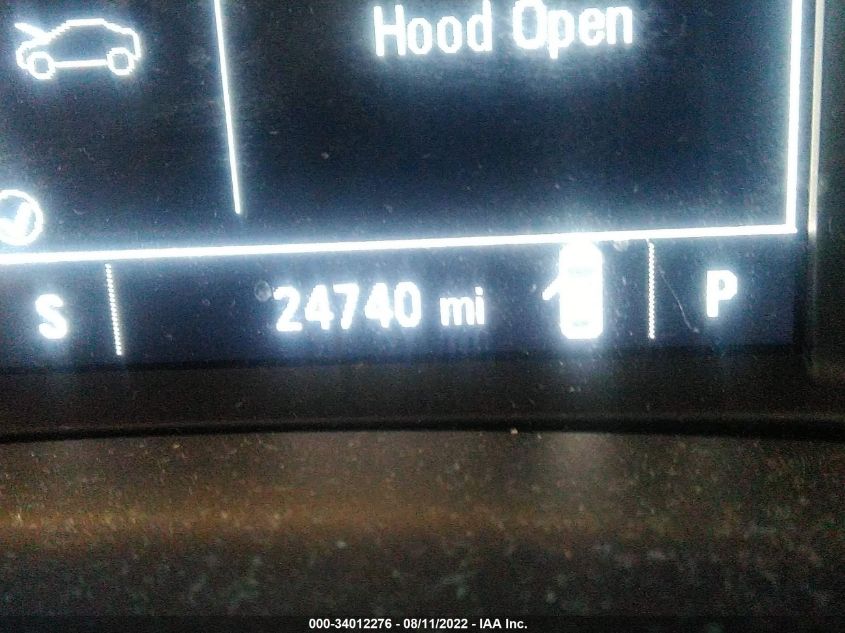 Hood Open
S 24740 mi P
000-34012276 - 08/11/2022 - IAA Inc.